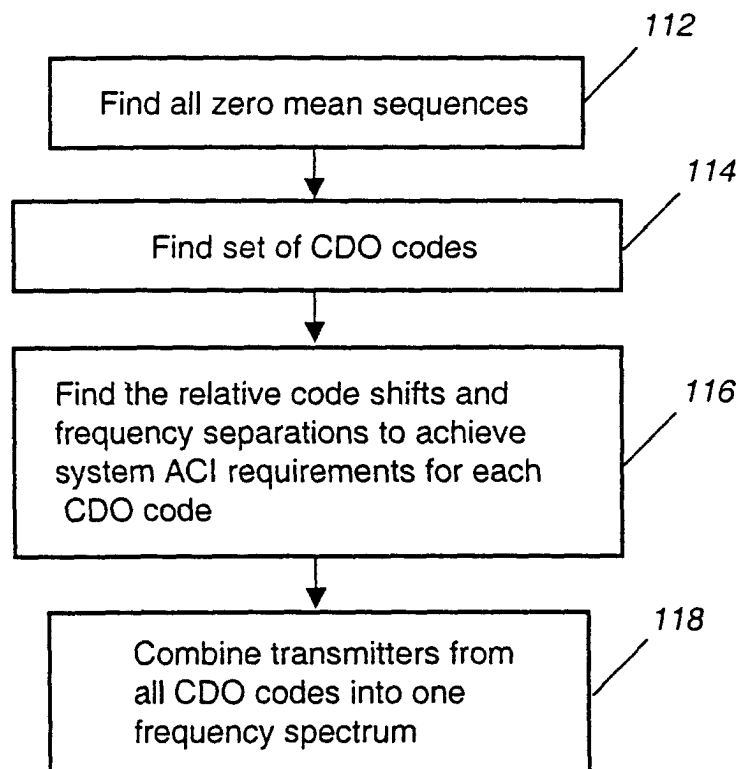 112
Find all zero mean sequences
114
Find set of CDO codes
116
Find the relative code shifts and
frequency separations to achieve
system ACI requirements for each
CDO code
118
Combine transmitters from
all CDO codes into one
frequency spectrum